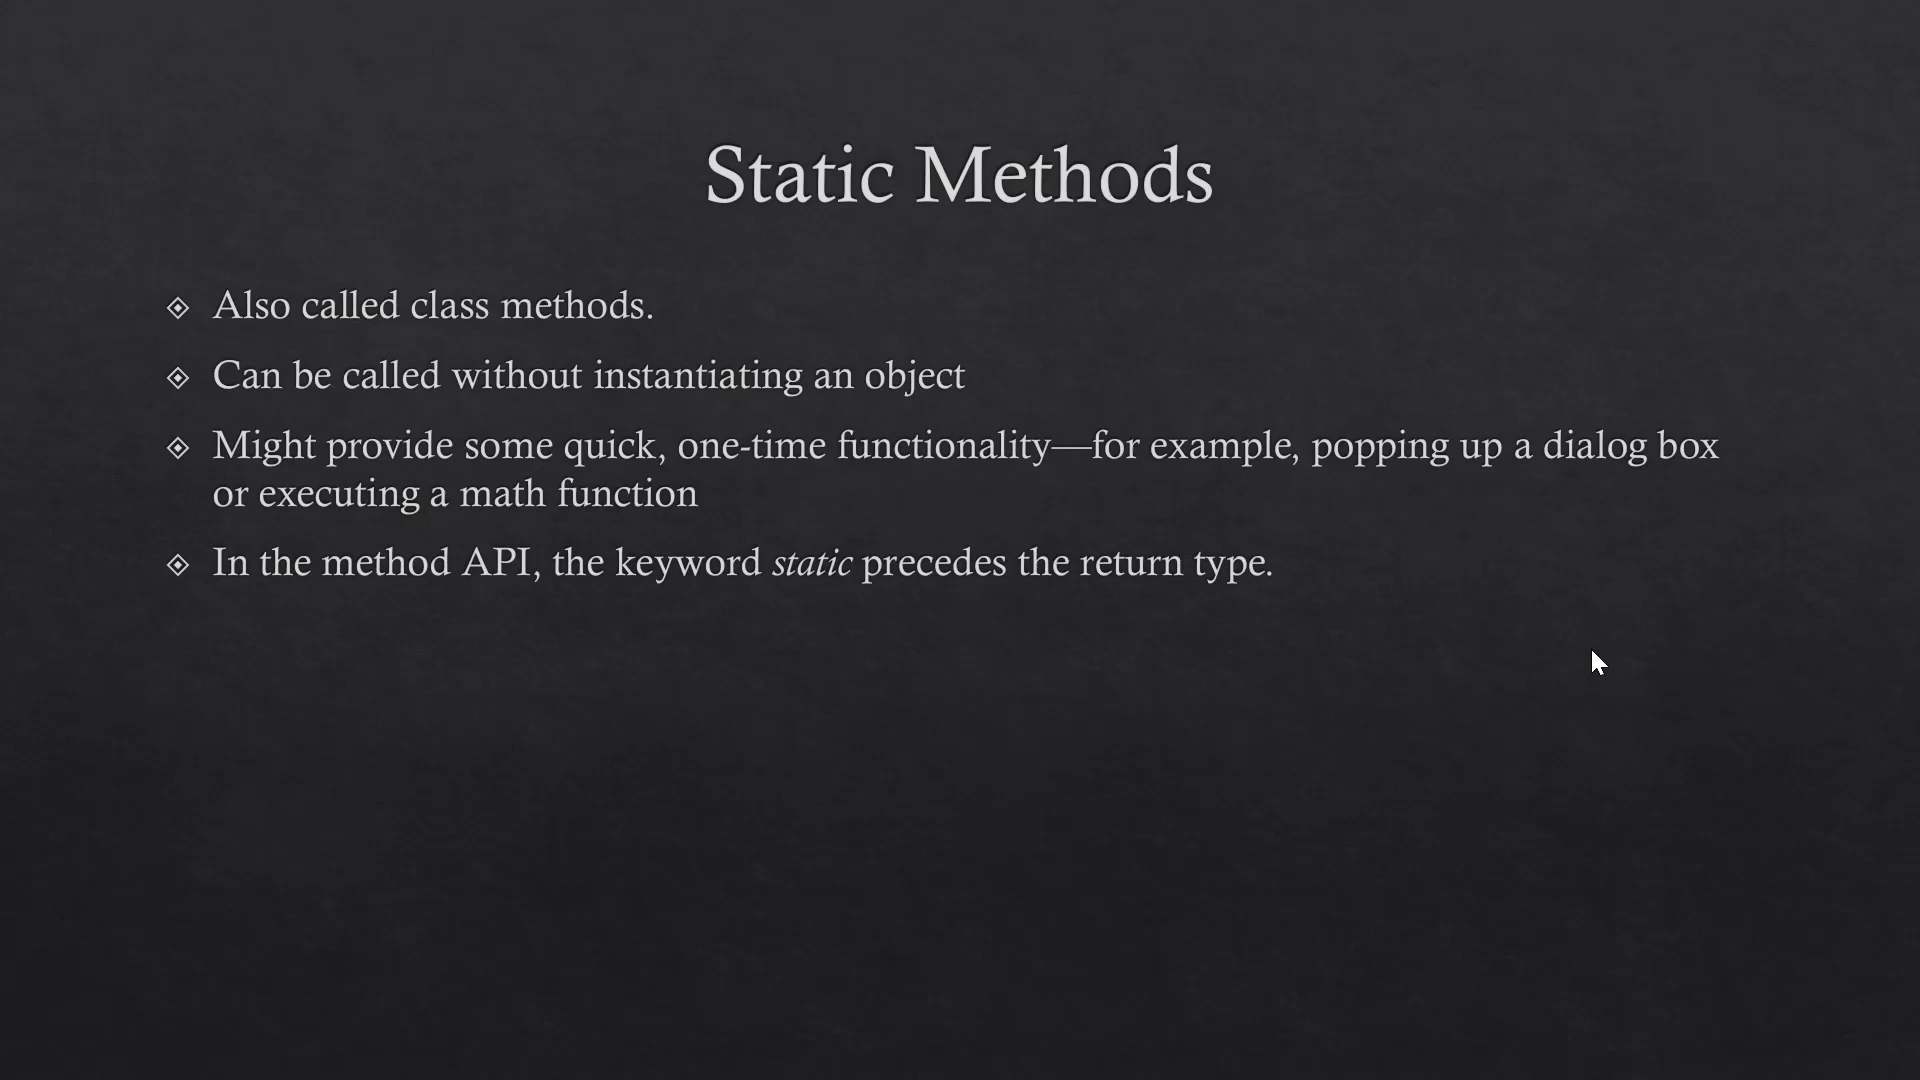 Static Methods
Also called class methods.
Can be called without instantiating an object
Might provide some quick, one-time functionality—for example, popping up a dialog box
or executing a math function
In the method API, the keyword static precedes the return type.